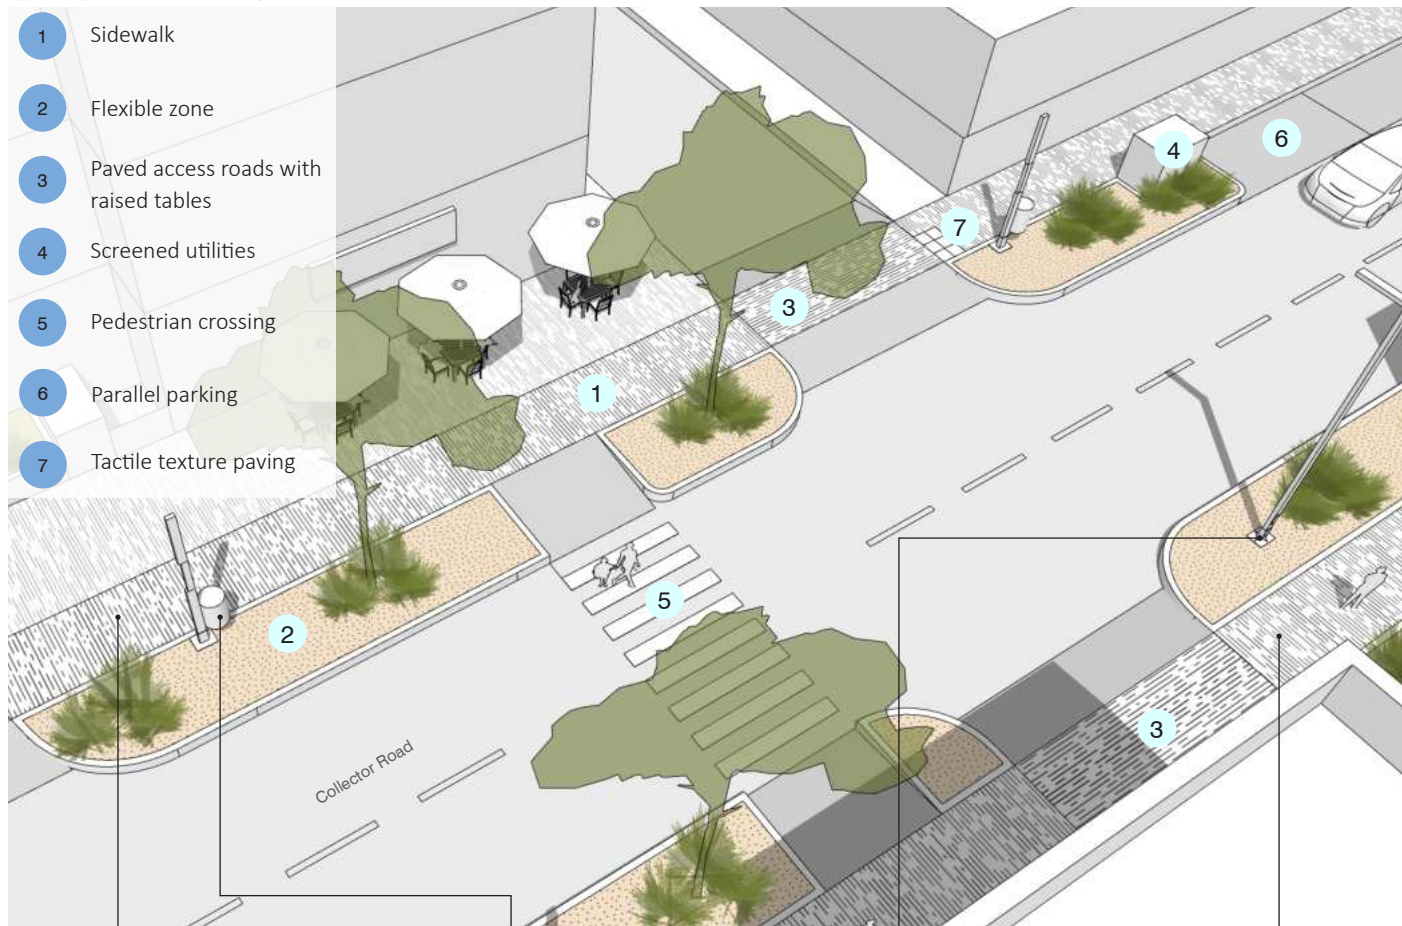 1 Sidewalk
2 Flexible zone
3 Paved access roads with
raised tables
4 Screened utilities
5 Pedestrian crossing
6 Parallel parking
7 Tactile texture paving
6
4
7
3
1
5
2
3
Collector Road